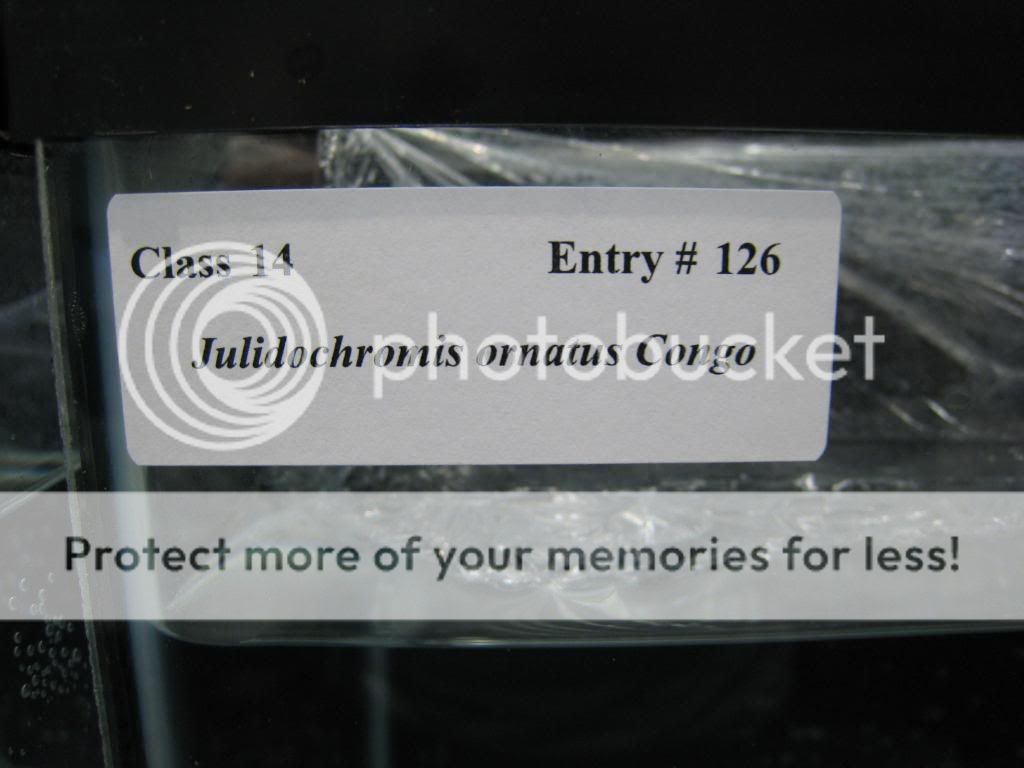 Class 14 Entry # 126
Julidochromis ornatus Congo
photobucket
Protect more of your memories for less!